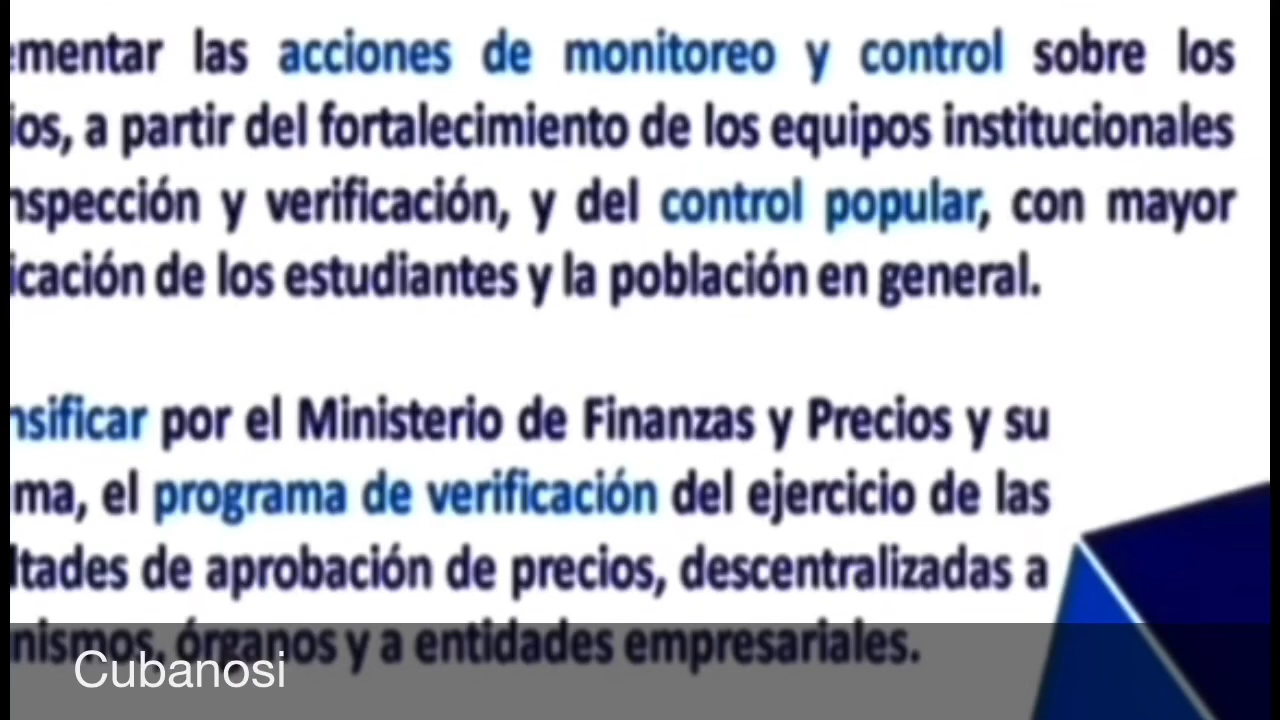 ementar las acciones de monitoreo y control sobre los
ios, a partir del fortalecimiento de los equipos institucionales
nspección y verificación, y del control popular, con mayor
icación de los estudiantes y la población en general.
nsificar por el Ministerio de Finanzas y Precios y su
ma, el programa de verificación del ejercicio de las
ltades de aprobación de precios, descentralizadas a
nismos, órganos y a entidades empresariales.
Cubanosi